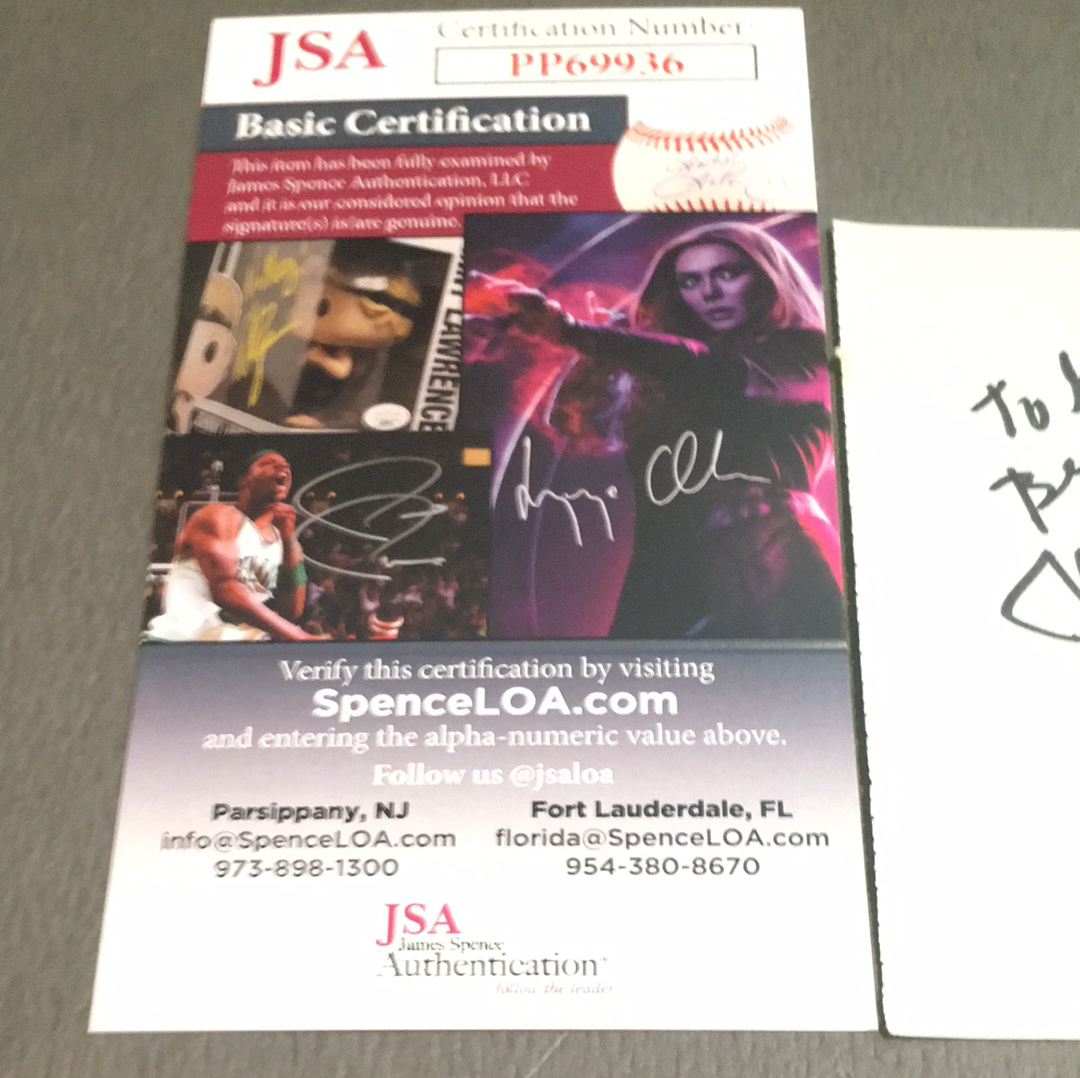 JSA
Certification Number
PP69936
Basic Certification
This item has been fully examined by
James Spence Authentication, LLC
and it is our considered opinion that the
signature(s) is/are genuine.
LAWRENCE
Verify this certification by visiting
SpenceLOA.com
and entering the alpha-numeric value above.
Follow us @jsaloa
Parsippany, NJ
info@SpenceLOA.com
973-898-1300
Fort Lauderdale, FL
florida@SpenceLOA.com
954-380-8670
JSA
James Spence
Authentication
follow the leader
To